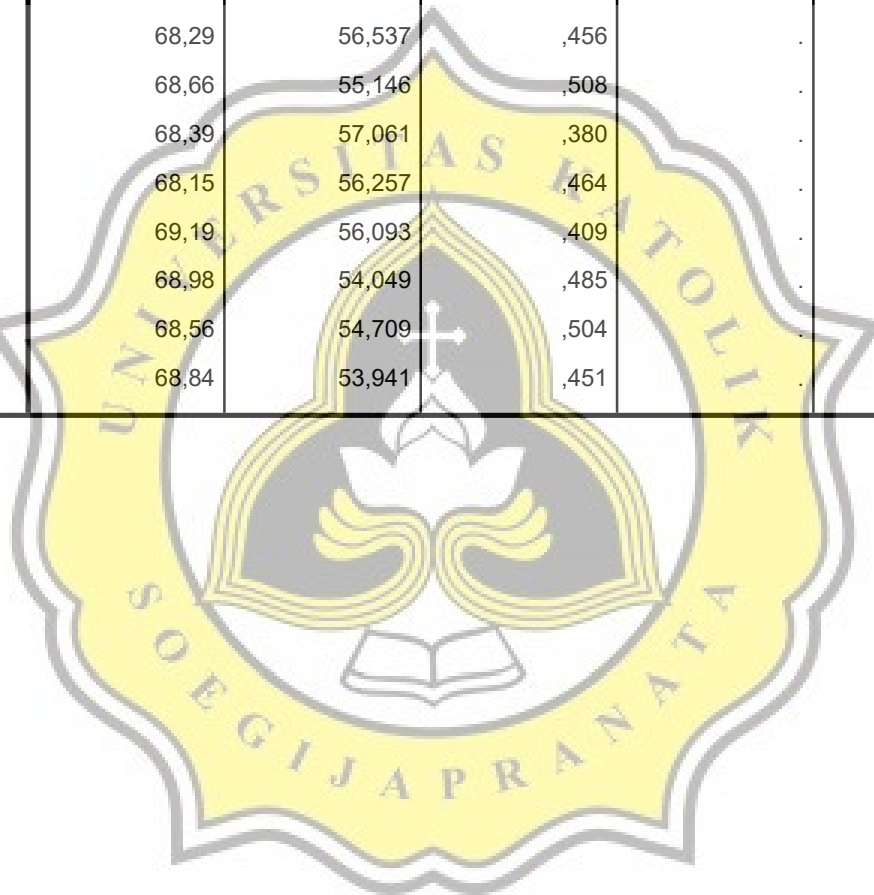 68,29 56,537 ,456 .
68,66 55,146 ,508 .
68,39 57,061 ,380 .
68,15 56,257 ,464 .
69,19 56,093 ,409 .
68,98 54,049 ,485 .
68,56 54,709 ,504 .
68,84 53,941 ,451 .
UNIVERSITAS KATOLIK
SOEGIJAPRANATA